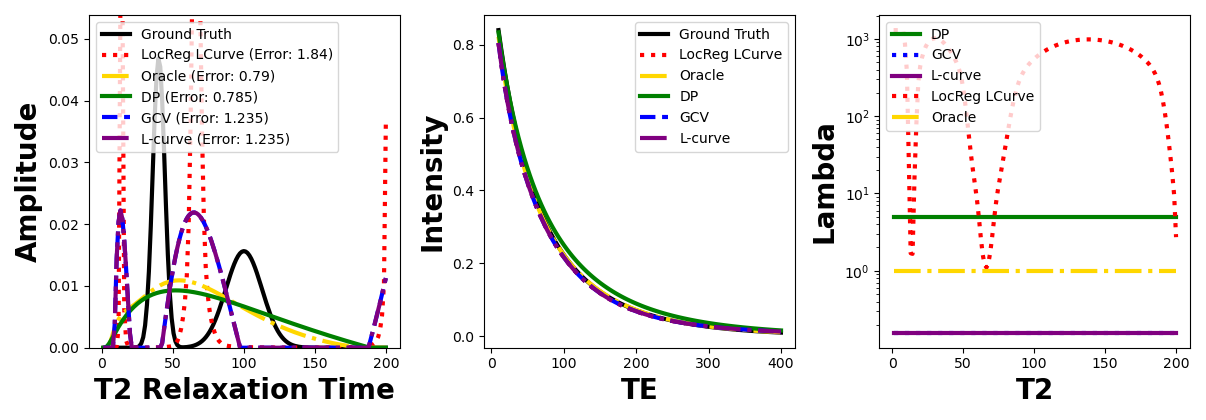 0.05
0.04
0.03
0.02
0.01
0.00
Amplitude
Ground Truth
LocReg LCurve (Error: 1.84)
Oracle (Error: 0.79)
DP (Error: 0.785)
GCV (Error: 1.235)
L-curve (Error: 1.235)
0 50 100 150 200
T2 Relaxation Time
0.8
0.6
0.4
0.2
0.0
Intensity
Ground Truth
LocReg LCurve
Oracle
DP
GCV
L-curve
0 100 200 300 400
TE
10³
10²
10¹
10⁰
Lambda
DP
GCV
L-curve
LocReg LCurve
Oracle
0 50 100 150 200
T2